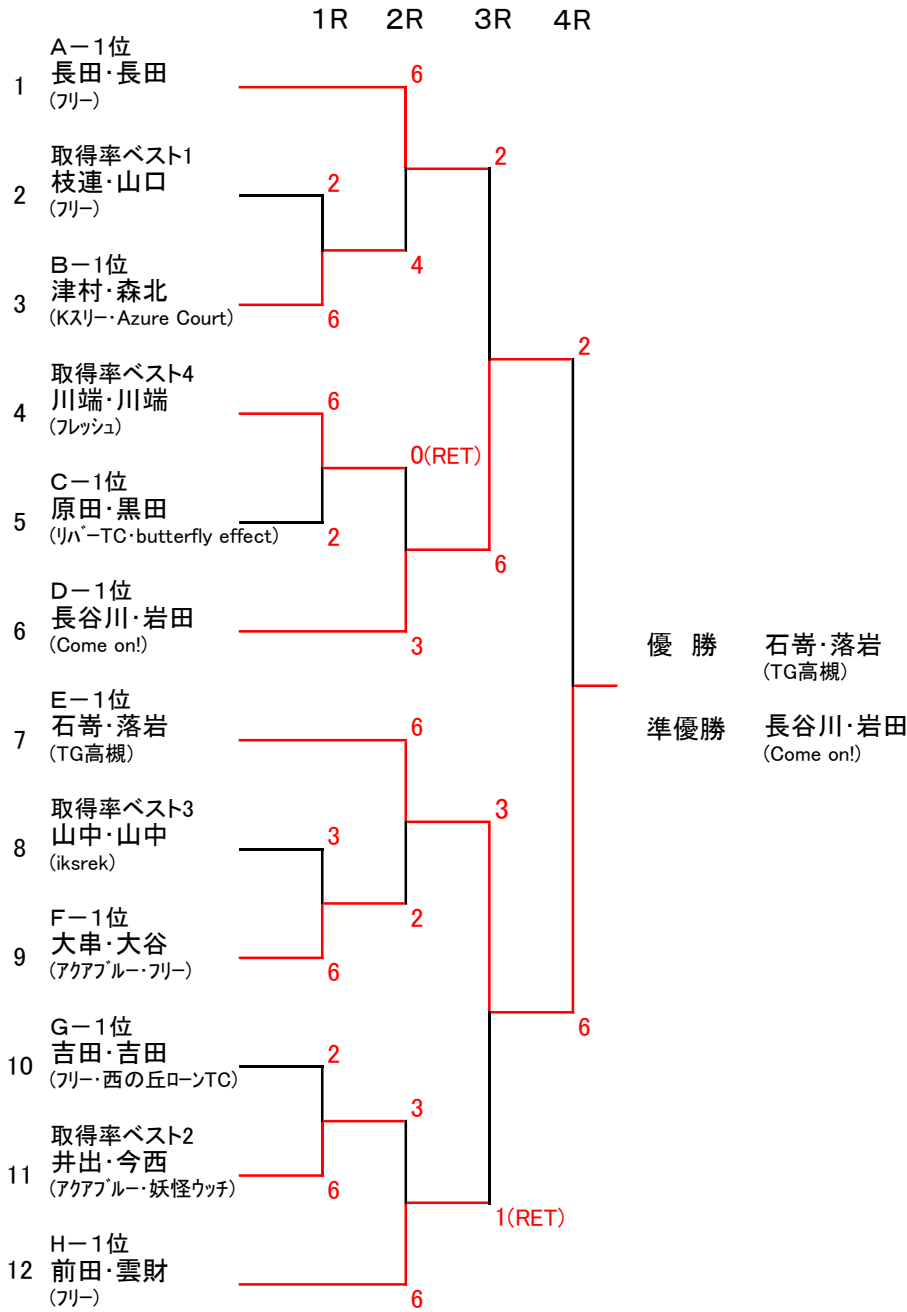 1R 2R 3R 4R
A－1位
1 長田・長田
(フリー)
6
取得率ベスト1
2 枝連・山口
(フリー)
2
2
B－1位
3 津村・森北
(Kスリー・Azure Court)
4
6
取得率ベスト4
4 川端・川端
(フレッシュ)
6
2
0(RET)
C－1位
5 原田・黒田
(リバーTC・butterfly effect)
2
6
D－1位
6 長谷川・岩田
(Come on!)
3
優 勝 石嵜・落岩
(TG高槻)
準優勝 長谷川・岩田
(Come on!)
E－1位
7 石嵜・落岩
(TG高槻)
6
取得率ベスト3
8 山中・山中
(iksrek)
3
3
F－1位
9 大串・大谷
(アクアブルー・フリー)
2
6
G－1位
10 吉田・吉田
(フリー・西の丘ローンTC)
2
6
3
取得率ベスト2
11 井出・今西
(アクアブルー・妖怪ウッチ)
6
1(RET)
H－1位
12 前田・雲財
(フリー)
6